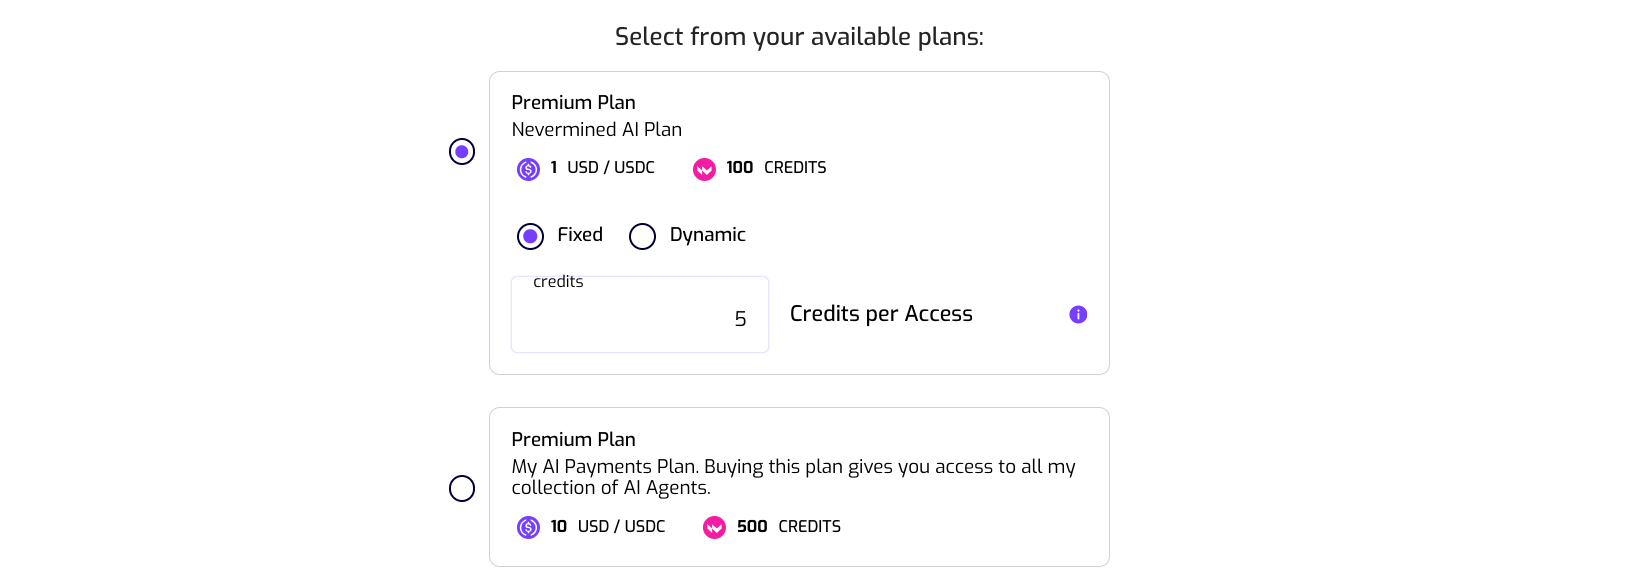 Select from your available plans:
Premium Plan
Nevermined AI Plan
1 USD / USDC 100 CREDITS
Fixed Dynamic
credits
5 Credits per Access
Premium Plan
My AI Payments Plan. Buying this plan gives you access to all my
collection of AI Agents.
10 USD / USDC 500 CREDITS